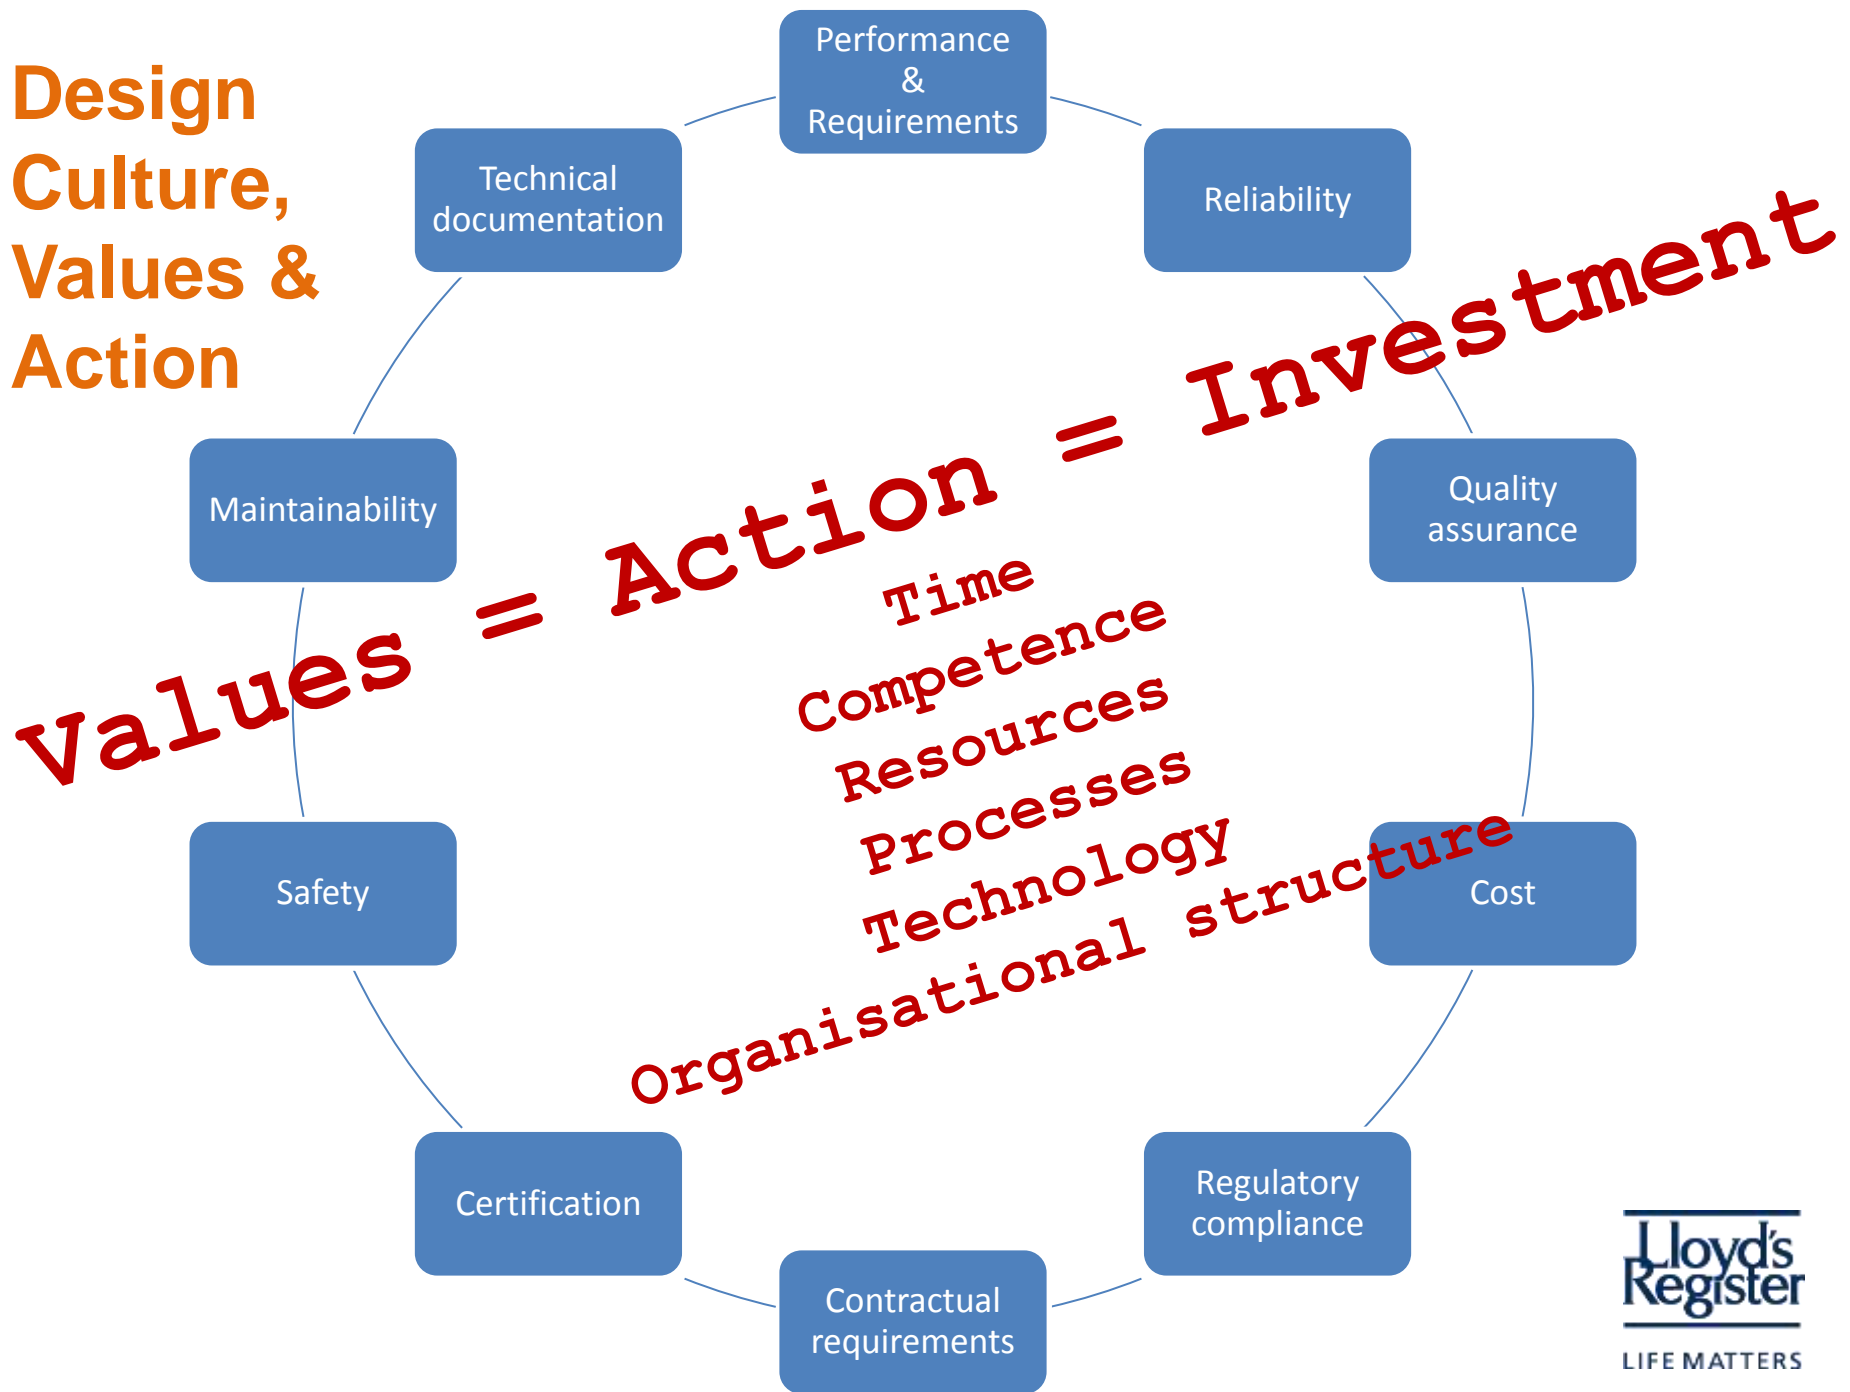 Design
Culture,
Values &
Action
Performance
&
Requirements
Reliability
Quality
assurance
Cost
Regulatory
compliance
Contractual
requirements
Certification
Safety
Maintainability
Technical
documentation
Values = Action = Investment
Time
Competence
Resources
Processes
Technology
Organisational structure
Lloyd's
Register
LIFE MATTERS